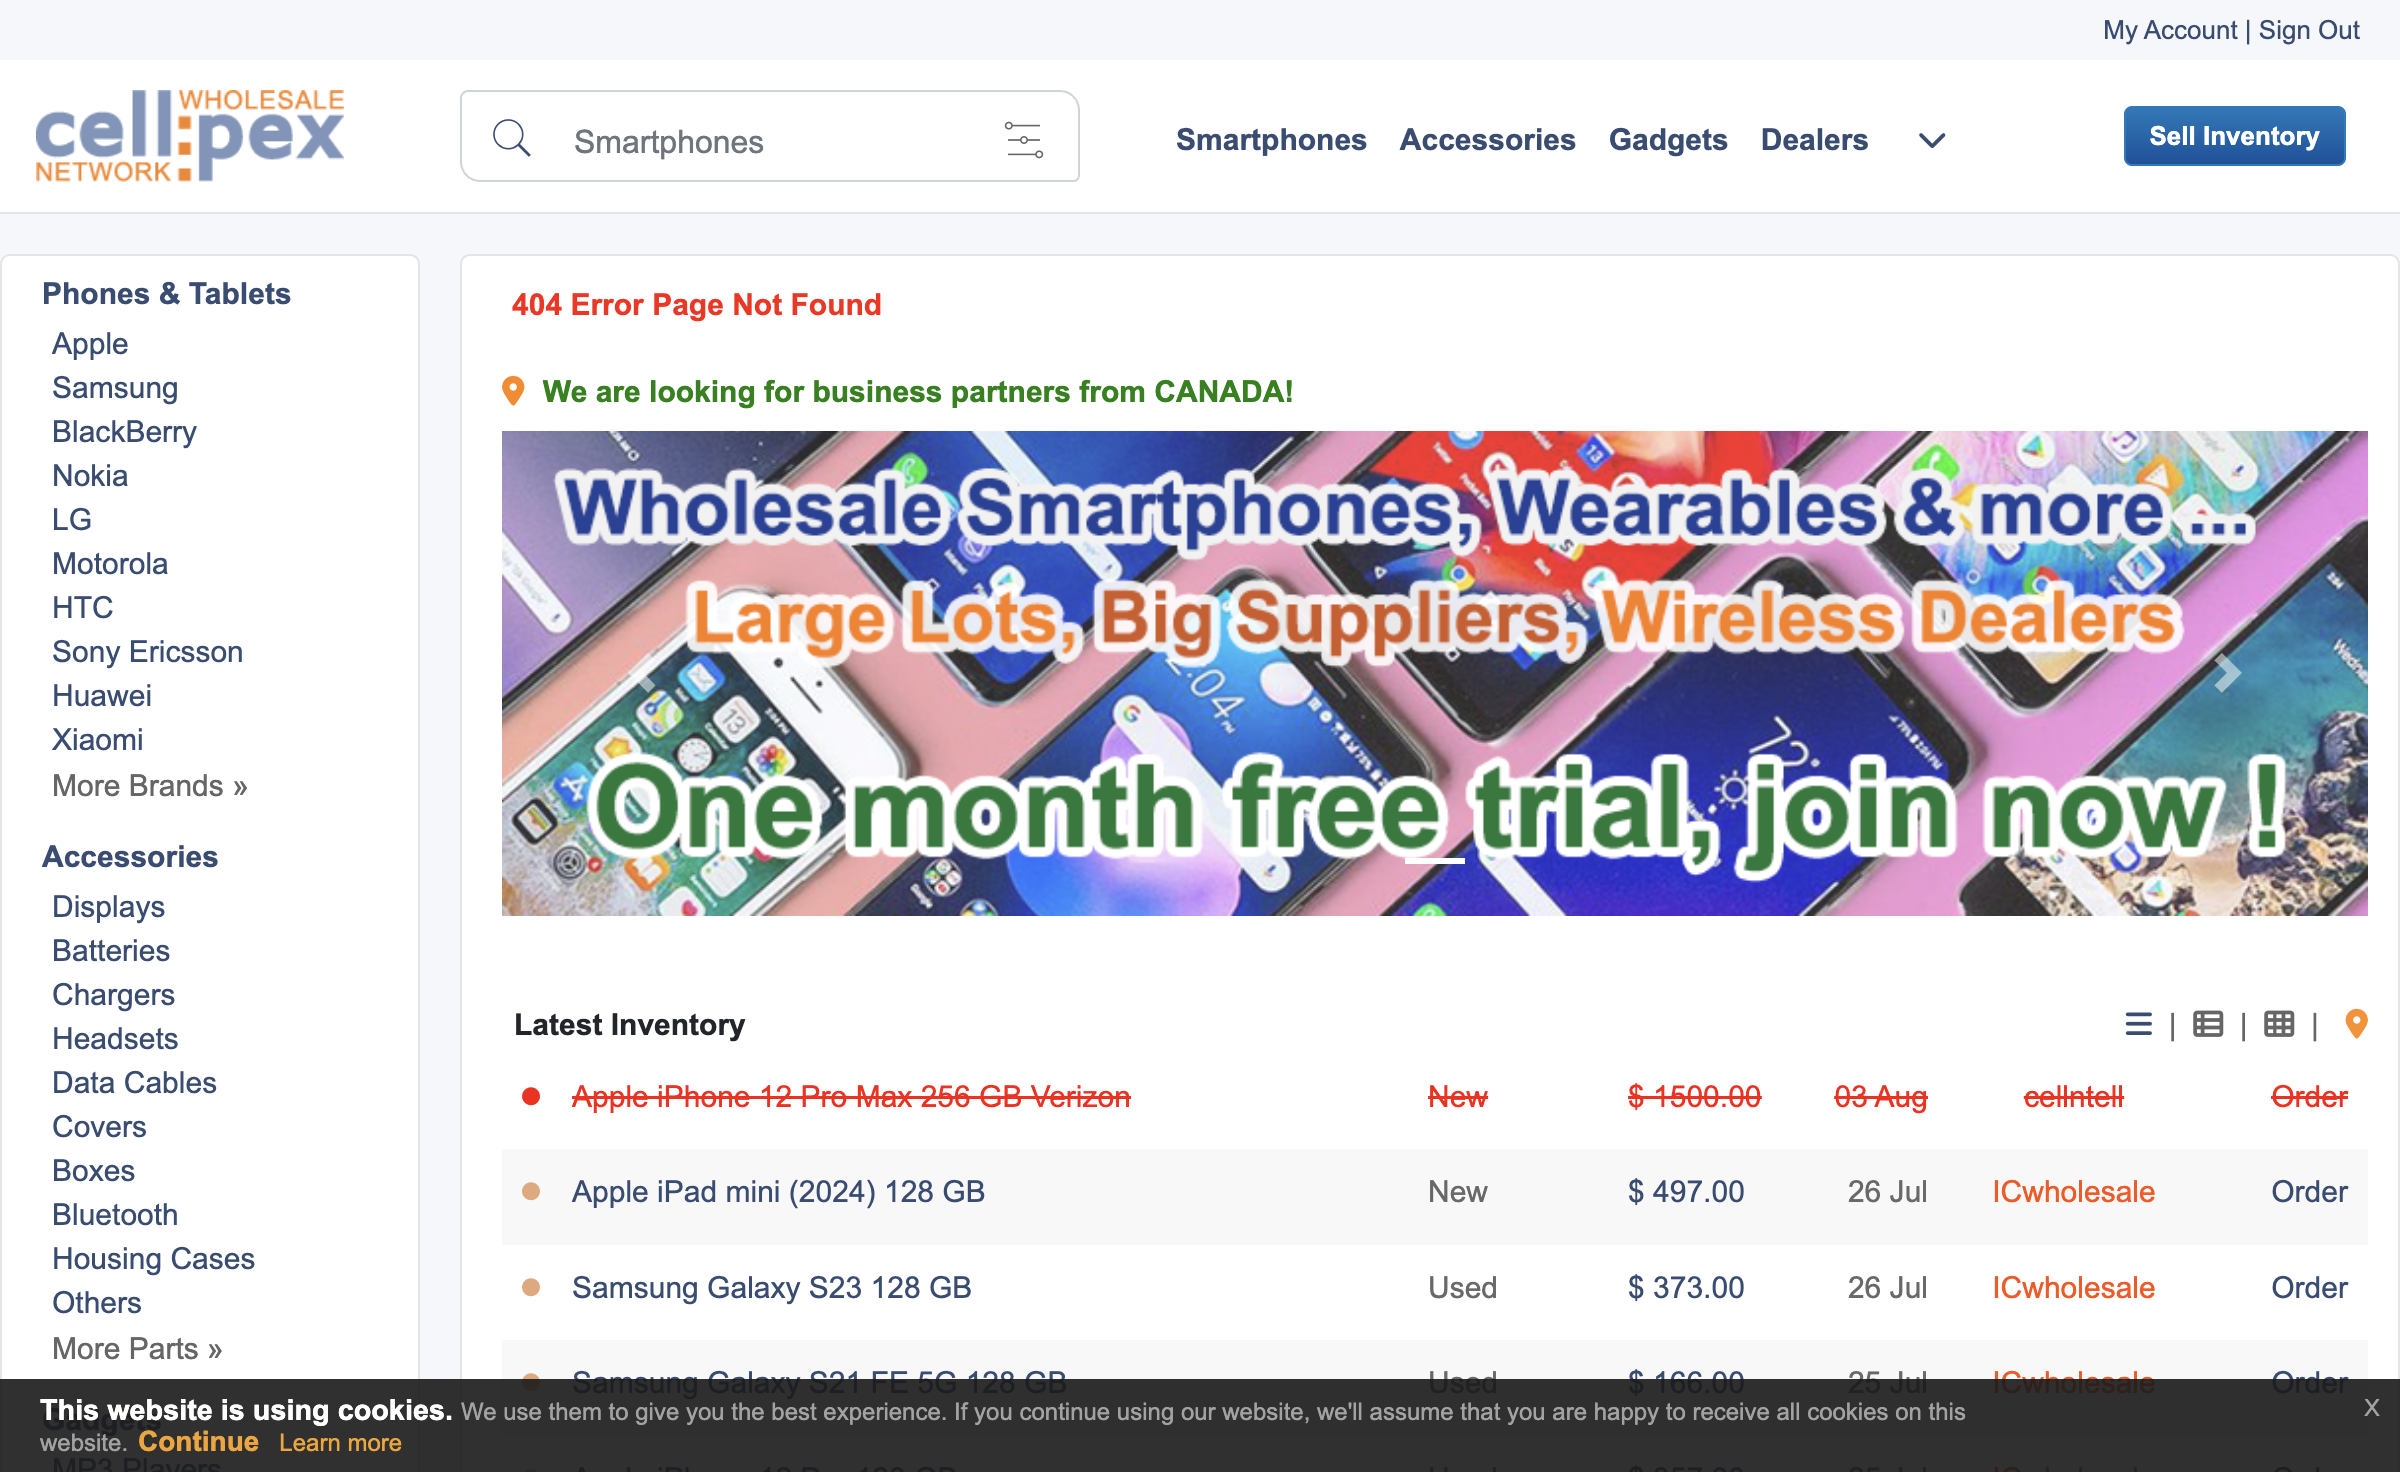 My Account | Sign Out
WHOLESALE
cell:pex
NETWORK
Smartphones
Smartphones Accessories Gadgets Dealers
Sell Inventory
Phones & Tablets
Apple
Samsung
BlackBerry
Nokia
LG
Motorola
HTC
Sony Ericsson
Huawei
Xiaomi
More Brands »
Accessories
Displays
Batteries
Chargers
Headsets
Data Cables
Covers
Boxes
Bluetooth
Housing Cases
Others
More Parts »
404 Error Page Not Found
We are looking for business partners from CANADA!
Wholesale Smartphones, Wearables & more ...
Large Lots, Big Suppliers, Wireless Dealers
One month free trial, join now !
Latest Inventory
Apple iPhone 12 Pro Max 256 GB Verizon New $ 1500.00 03 Aug cellntell Order
Apple iPad mini (2024) 128 GB New $ 497.00 26 Jul ICwholesale Order
Samsung Galaxy S23 128 GB Used $ 373.00 26 Jul ICwholesale Order
Samsung Galaxy S21 FE 5G 128 GB Used $ 166.00 25 Jul ICwholesale Order
This website is using cookies. We use them to give you the best experience. If you continue using our website, we'll assume that you are happy to receive all cookies on this
website. Continue Learn more
X